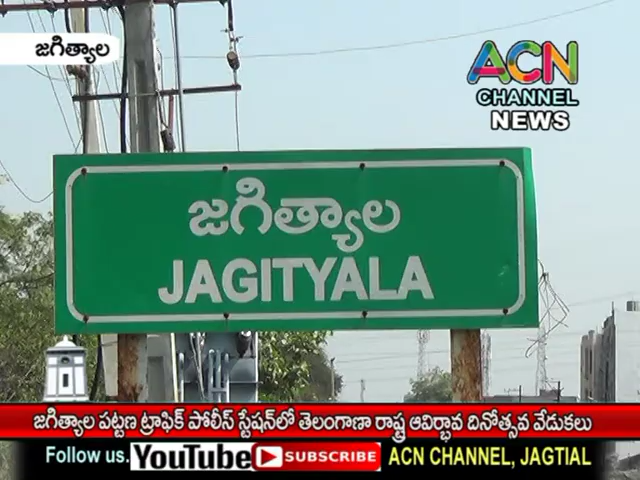 జగిత్యాల
ACN
CHANNEL
NEWS
జగిత్యాల
JAGITYALA
జగిత్యాల పట్టణ ట్రాఫిక్ పోలీస్ స్టేషన్‌లో తెలంగాణా రాష్ట్ర ఆవిర్భావ దినోత్సవ వేడుకలు
Follow us. YouTube SUBSCRIBE ACN CHANNEL, JAGTIAL